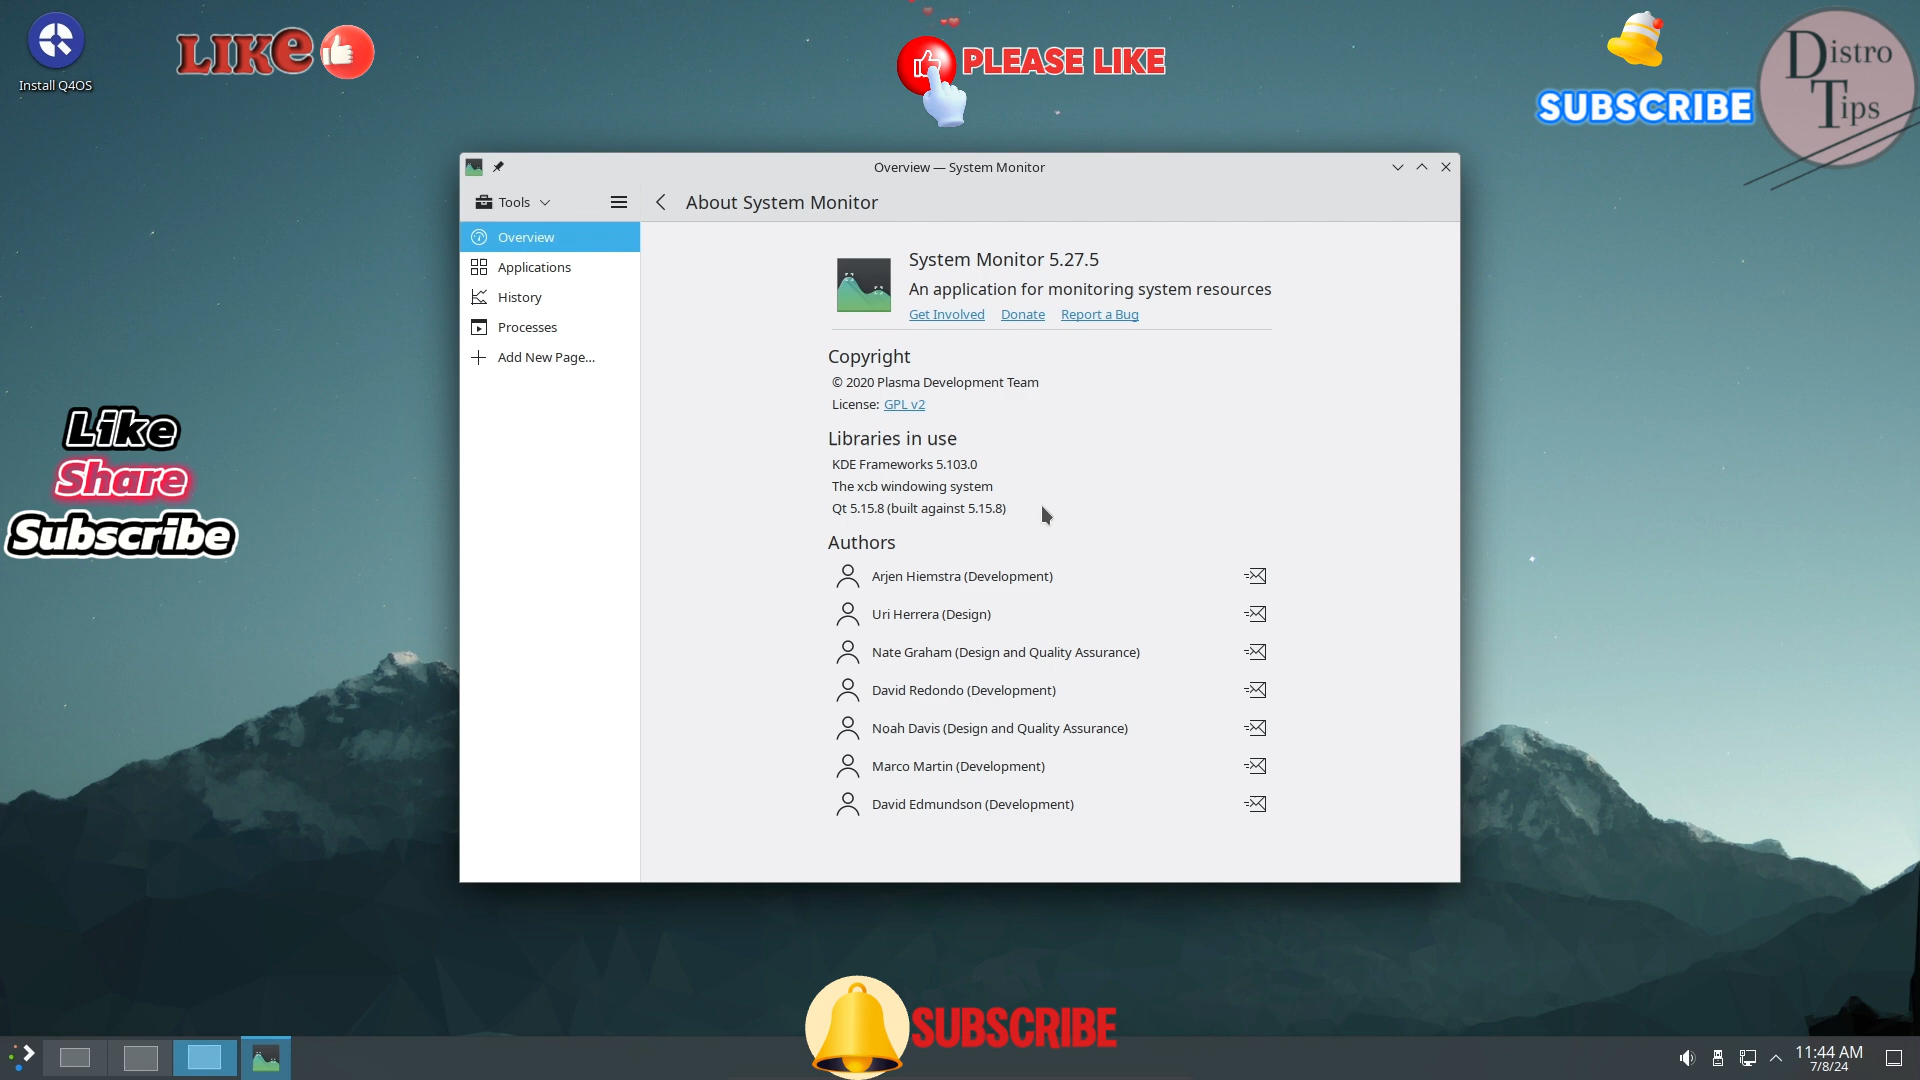 Install Q4OS
LIKE
PLEASE LIKE
SUBSCRIBE
Distro
Tips
Overview — System Monitor
Tools
About System Monitor
Overview
Applications
History
Processes
Add New Page...
System Monitor 5.27.5
An application for monitoring system resources
Get Involved Donate Report a Bug
Copyright
© 2020 Plasma Development Team
License: GPL v2
Libraries in use
KDE Frameworks 5.103.0
The xcb windowing system
Qt 5.15.8 (built against 5.15.8)
Authors
Arjen Hiemstra (Development)
Uri Herrera (Design)
Nate Graham (Design and Quality Assurance)
David Redondo (Development)
Noah Davis (Design and Quality Assurance)
Marco Martin (Development)
David Edmundson (Development)
Like
Share
Subscribe
SUBSCRIBE
11:44 AM
7/8/24